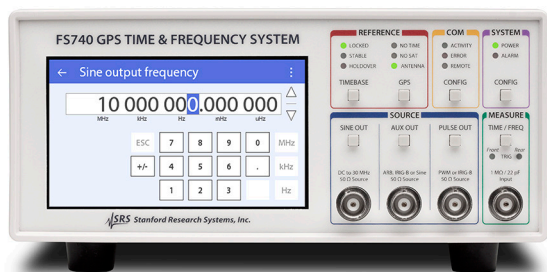 FS740 GPS TIME & FREQUENCY SYSTEM
← Sine output frequency
10 000 000.000 000
MHz kHz Hz mHz uHz
ESC 7 8 9 0 MHz
+/- 4 5 6 . kHz
1 2 3 Hz
SRS Stanford Research Systems, Inc.
REFERENCE
LOCKED NO TIME
STABLE NO SAT
HOLDOVER ANTENNA
TIMEBASE GPS
COM
ACTIVITY
ERROR
REMOTE
CONFIG
SYSTEM
POWER
ALARM
CONFIG
SOURCE
SINE OUT AUX OUT PULSE OUT
DC to 30 MHz ARB, IRIG-B or Sine PWM or IRIG-B
50 Ω Source 50 Ω Source 50 Ω Source
MEASURE
TIME / FREQ
Front Rear
TRIG
1 MΩ / 22 pF
Input